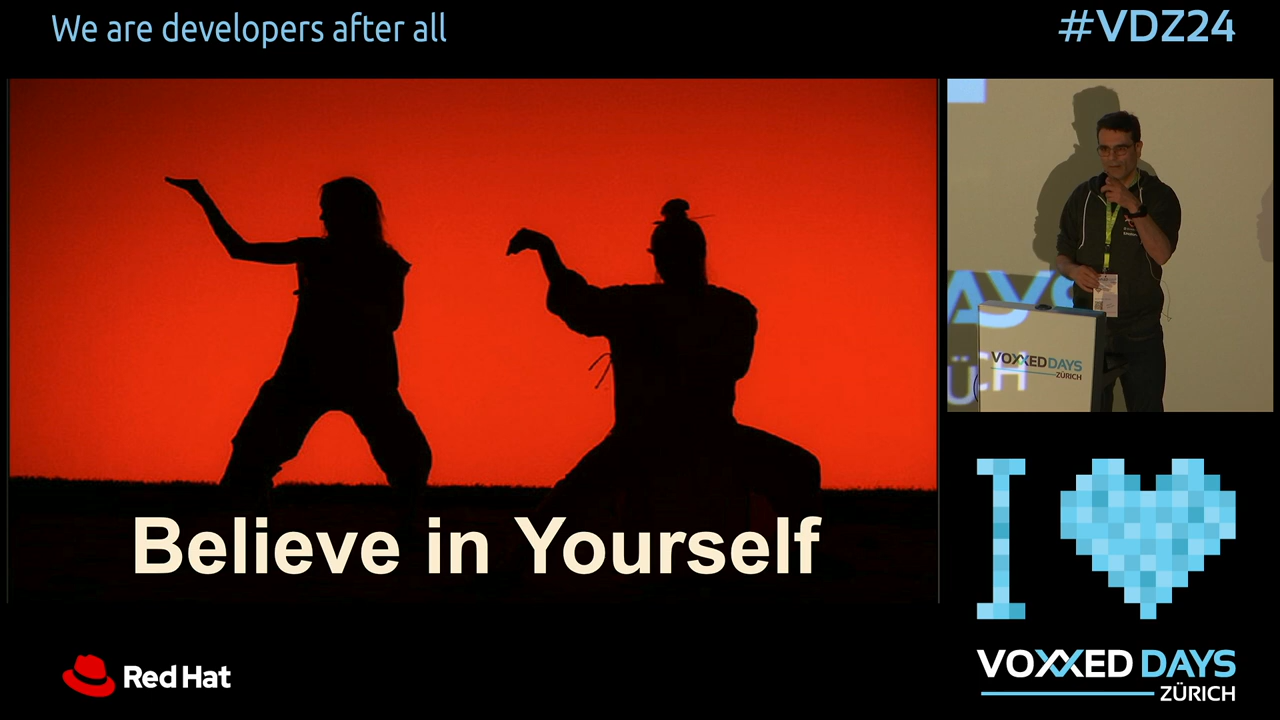 We are developers after all
#VDZ24
Believe in Yourself
VOXXED DAYS
ZÜRICH
I
Red Hat
VOXXED DAYS
ZÜRICH